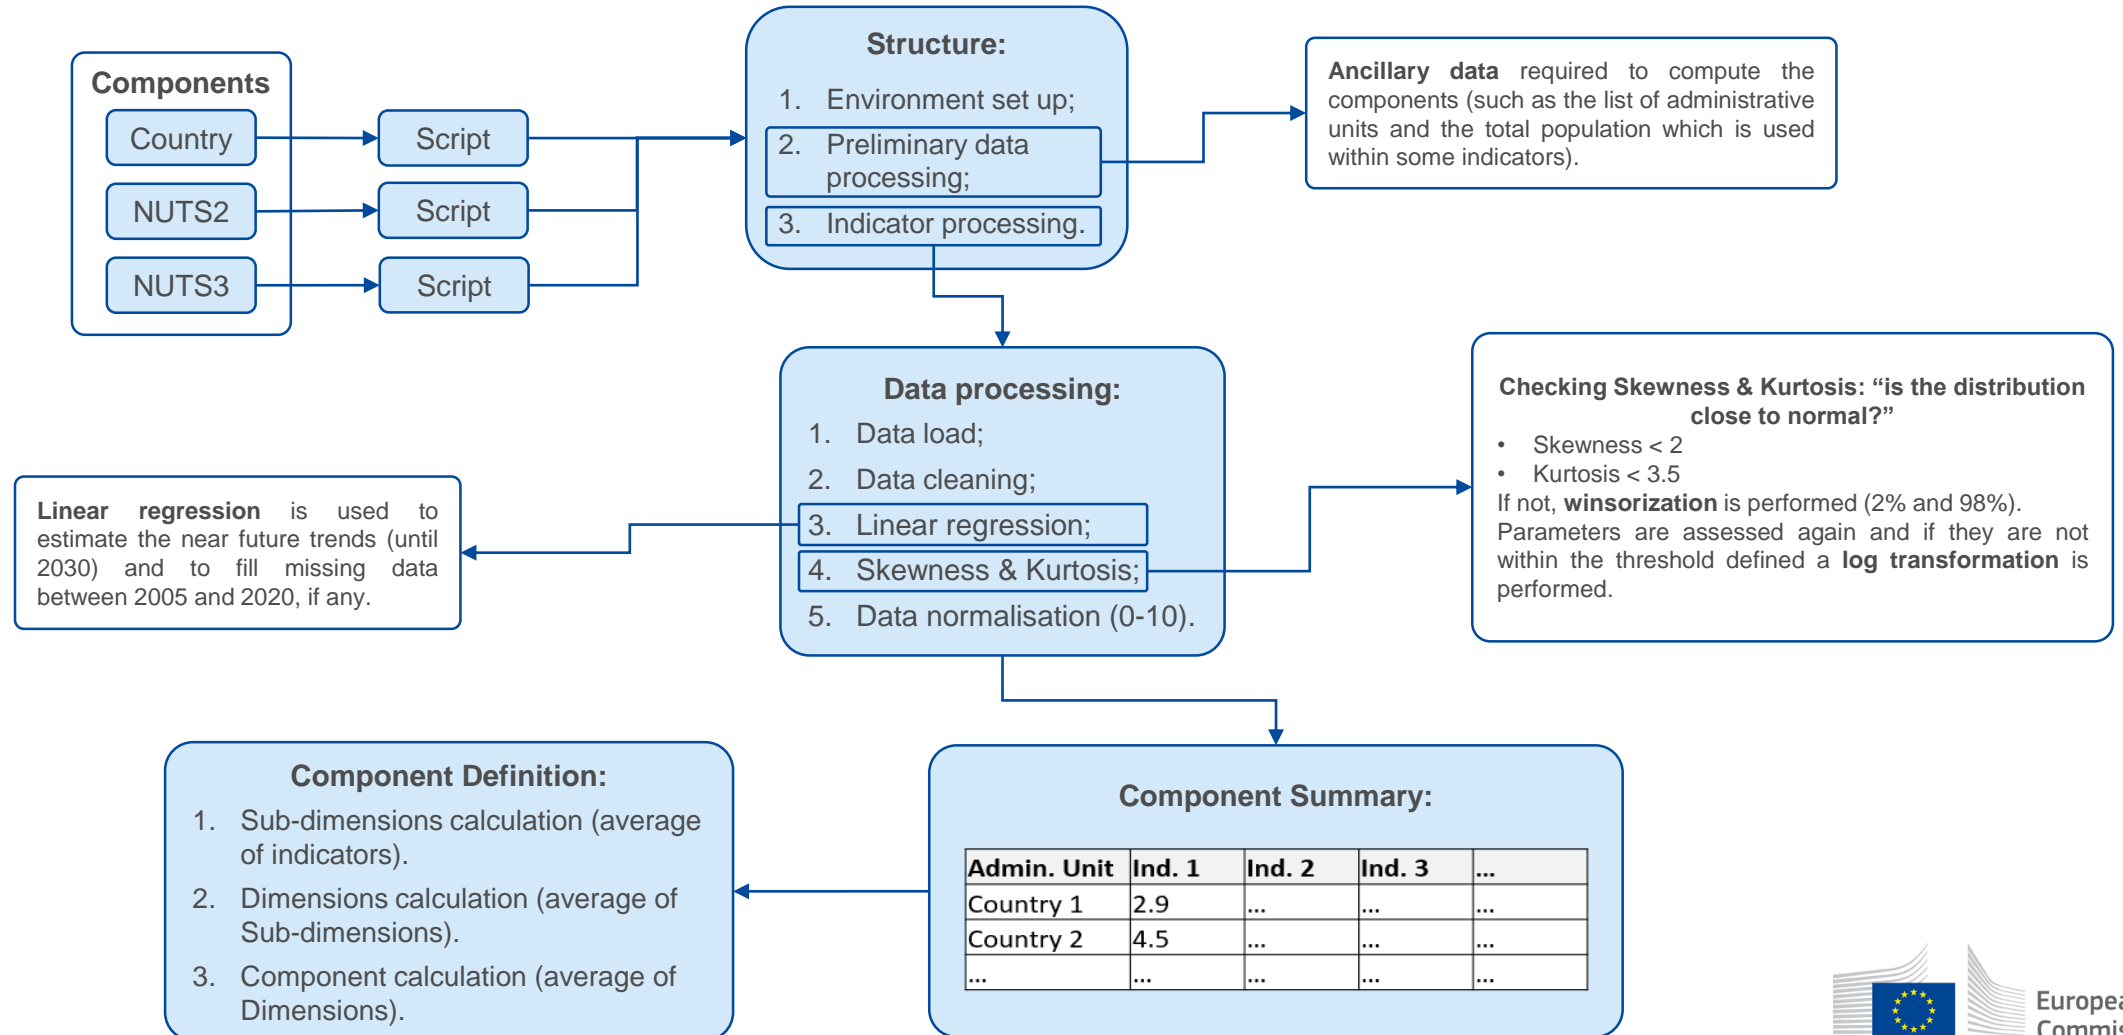 Components
Country
NUTS2
NUTS3
Script
Script
Script
Structure:
1. Environment set up;
2. Preliminary data
processing;
3. Indicator processing.
Ancillary data required to compute the
components (such as the list of administrative
units and the total population which is used
within some indicators).
Data processing:
1. Data load;
2. Data cleaning;
3. Linear regression;
4. Skewness & Kurtosis;
5. Data normalisation (0-10).
Linear regression is used to
estimate the near future trends (until
2030) and to fill missing data
between 2005 and 2020, if any.
Checking Skewness & Kurtosis: “is the distribution
close to normal?”
• Skewness < 2
• Kurtosis < 3.5
If not, winsorization is performed (2% and 98%).
Parameters are assessed again and if they are not
within the threshold defined a log transformation is
performed.
Component Definition:
1. Sub-dimensions calculation (average
of indicators).
2. Dimensions calculation (average of
Sub-dimensions).
3. Component calculation (average of
Dimensions).
Component Summary:
Admin. Unit Ind. 1 Ind. 2 Ind. 3 ...
Country 1 2.9 ... ... ...
Country 2 4.5 ... ... ...
... ... ... ... ...